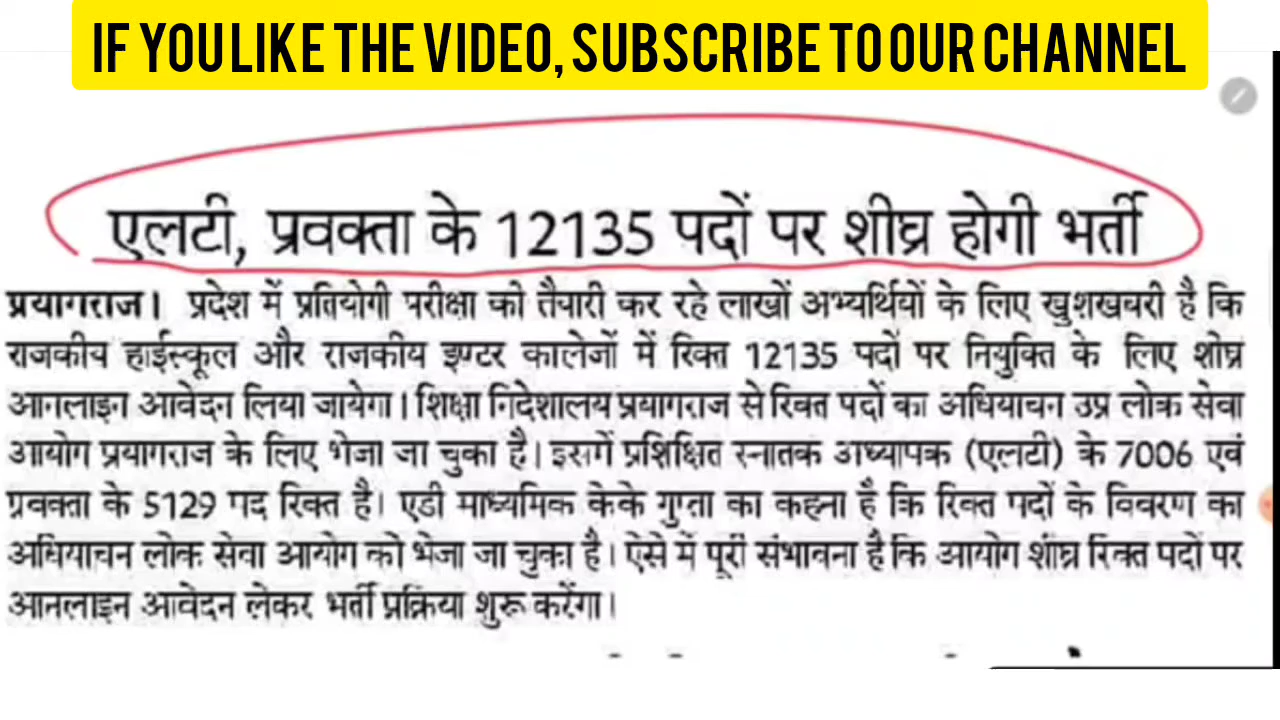 IF YOU LIKE THE VIDEO, SUBSCRIBE TO OUR CHANNEL
एलटी, प्रवक्ता के 12135 पदों पर शीघ्र होगी भर्ती
प्रयागराज। प्रदेश में प्रतियोगी परीक्षा को तैयारी कर रहे लाखों अभ्यर्थियों के लिए खुशखबरी है कि
राजकीय हाईस्कूल और राजकीय इण्टर कालेजों में रिक्त 12135 पदों पर नियुक्ति के लिए शीघ्र
आनलाइन आवेदन लिया जायेगा। शिक्षा निदेशालय प्रयागराज से रिक्त पदों का अधियाचन उप्र लोक सेवा
आयोग प्रयागराज के लिए भेजा जा चुका है। इसमें प्रशिक्षित स्नातक अध्यापक (एलटी) के 7006 एवं
प्रवक्ता के 5129 पद रिक्त है। एडी माध्यमिक केके गुप्ता का कहना है कि रिक्त पदों के विवरण का
अधियाचन लोक सेवा आयोग को भेजा जा चुका है। ऐसे में पूरी संभावना है कि आयोग शीघ्र रिक्त पदों पर
आनलाइन आवेदन लेकर भर्ती प्रक्रिया शुरू करेंगा।